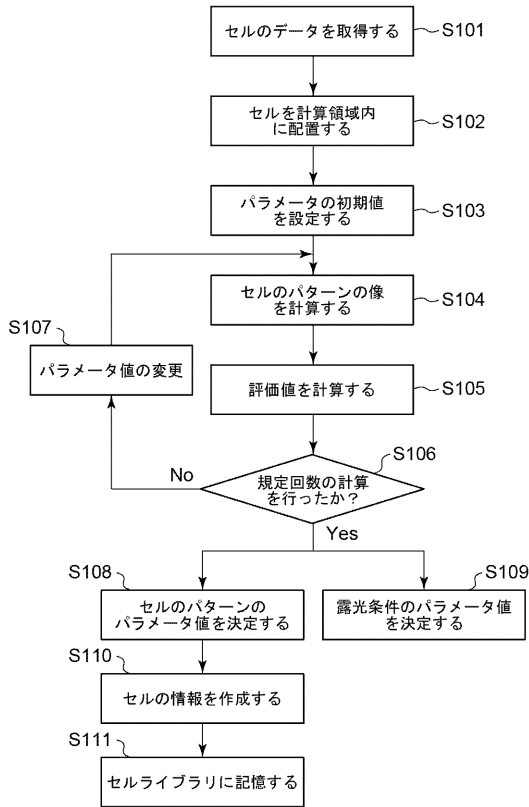 セルのデータを取得する
S101
セルを計算領域内
に配置する
S102
パラメータの初期値
を設定する
S103
セルのパターンの像
を計算する
S104
S107
パラメータ値の変更
評価値を計算する
S105
S106
No
規定回数の計算
を行ったか？
Yes
S108
セルのパターンの
パラメータ値を決定する
S109
露光条件のパラメータ値
を決定する
S110
セルの情報を作成する
S111
セルライブラリに記憶する